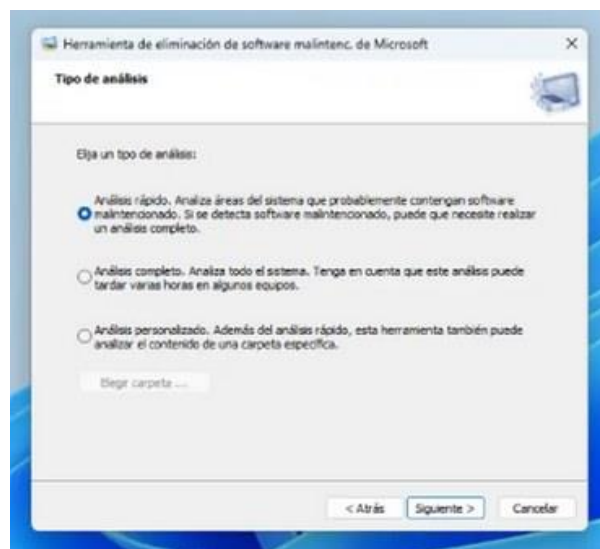 Herramienta de eliminación de software malintenc. de Microsoft
Tipo de análisis
Elija un tipo de análisis:
Análisis rápido. Analiza áreas del sistema que probablemente contengan software
malintencionado. Si se detecta software malintencionado, puede que necesite realizar
un análisis completo.
Análisis completo. Analiza todo el sistema. Tenga en cuenta que este análisis puede
tardar varias horas en algunos equipos.
Análisis personalizado. Además del análisis rápido, esta herramienta también puede
analizar el contenido de una carpeta específica.
Elegir carpeta ...
< Atrás Siguiente > Cancelar